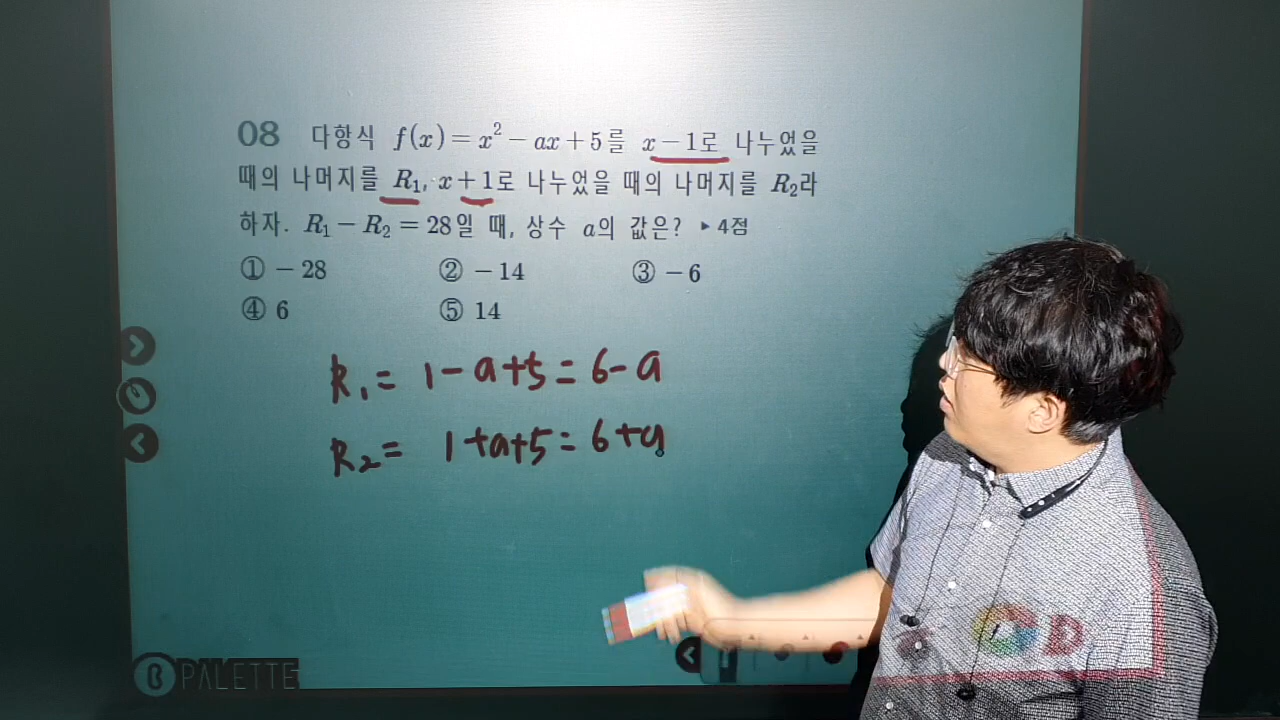 08 다항식 f(x)=x²-ax+5를 x-1로 나누었을
때의 나머지를 R₁, x+1로 나누었을 때의 나머지를 R₂라
하자. R₁-R₂=28일 때, 상수 a의 값은? ▸4점
① -28 ② -14 ③ -6
④ 6 ⑤ 14
R₁= 1-a+5=6-a
R₂= 1+a+5=6+a
PALETTE